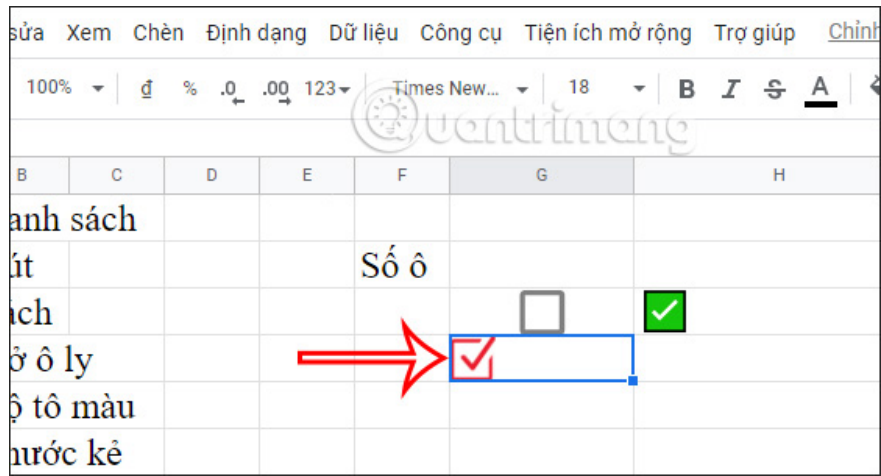 sửa Xem Chèn Định dạng Dữ liệu Công cụ Tiện ích mở rộng Trợ giúp Chỉnh
100% đ % .0 .00 123 Times New... 18 B I S A
Quantrimang
B C D E F G H
anh sách
út Số ô
ách
ở ô ly
ộ tô màu
hước kẻ